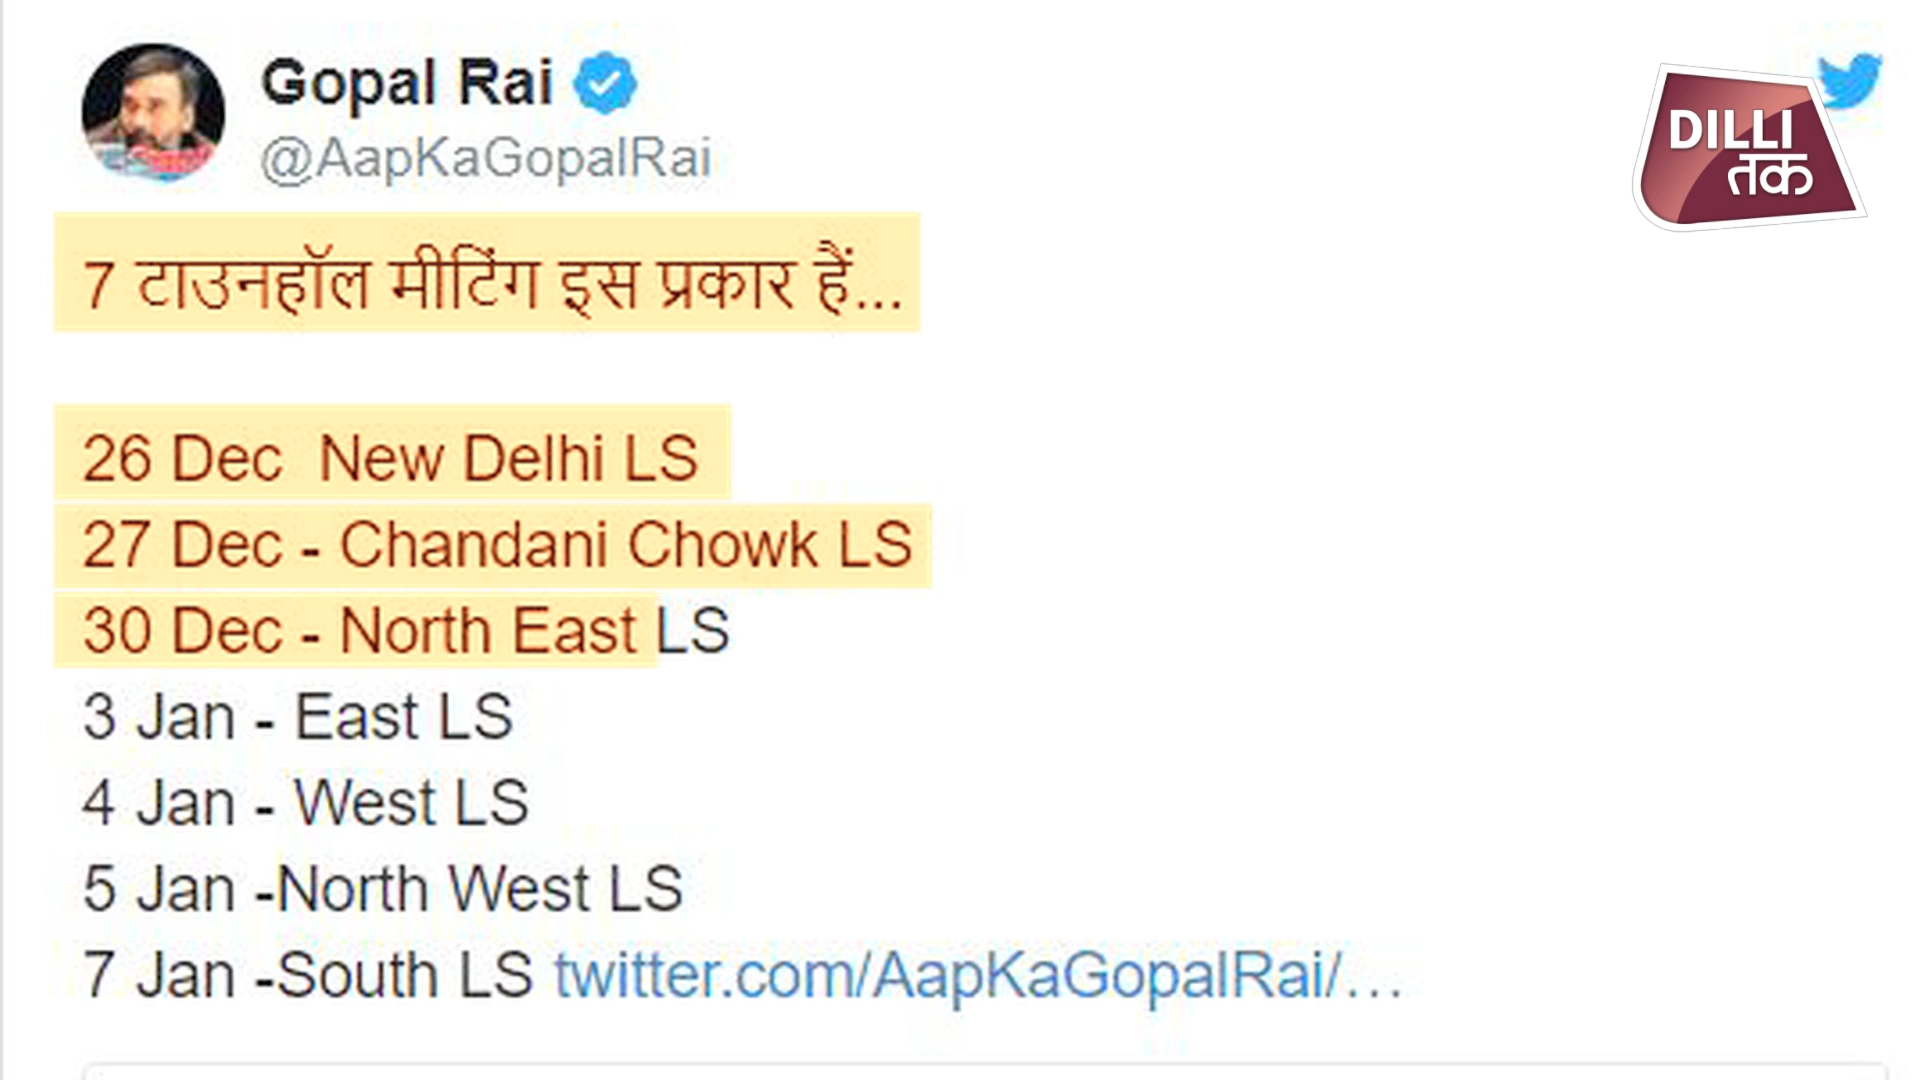 Gopal Rai
@AapKaGopalRai
DILLI
तक
7 टाउनहॉल मीटिंग इस प्रकार हैं...
26 Dec  New Delhi LS
27 Dec - Chandani Chowk LS
30 Dec - North East LS
3 Jan - East LS
4 Jan - West LS
5 Jan -North West LS
7 Jan -South LS twitter.com/AapKaGopalRai/…